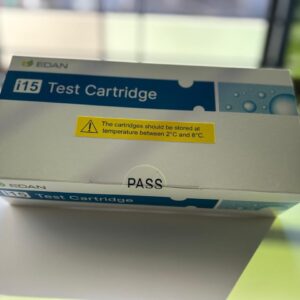 EDAN
i15 Test Cartridge
The cartridges should be stored at
temperature between 2°C and 8°C.
PASS
EDAN
i15 Test Cartridge